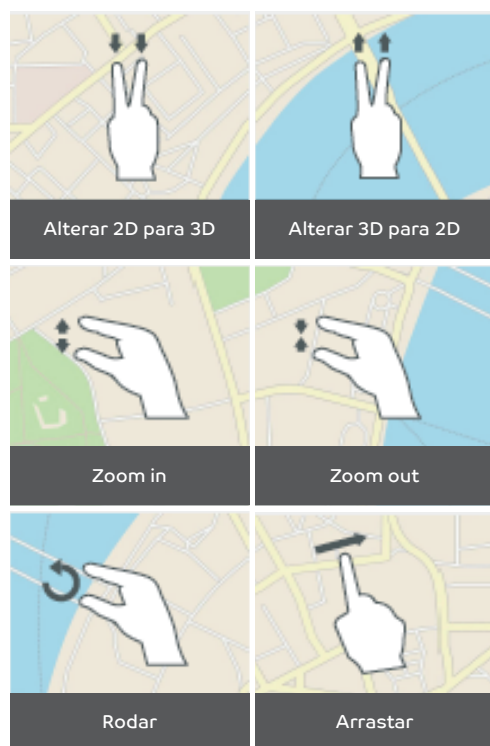 Alterar 2D para 3D
Alterar 3D para 2D
Zoom in
Zoom out
Rodar
Arrastar